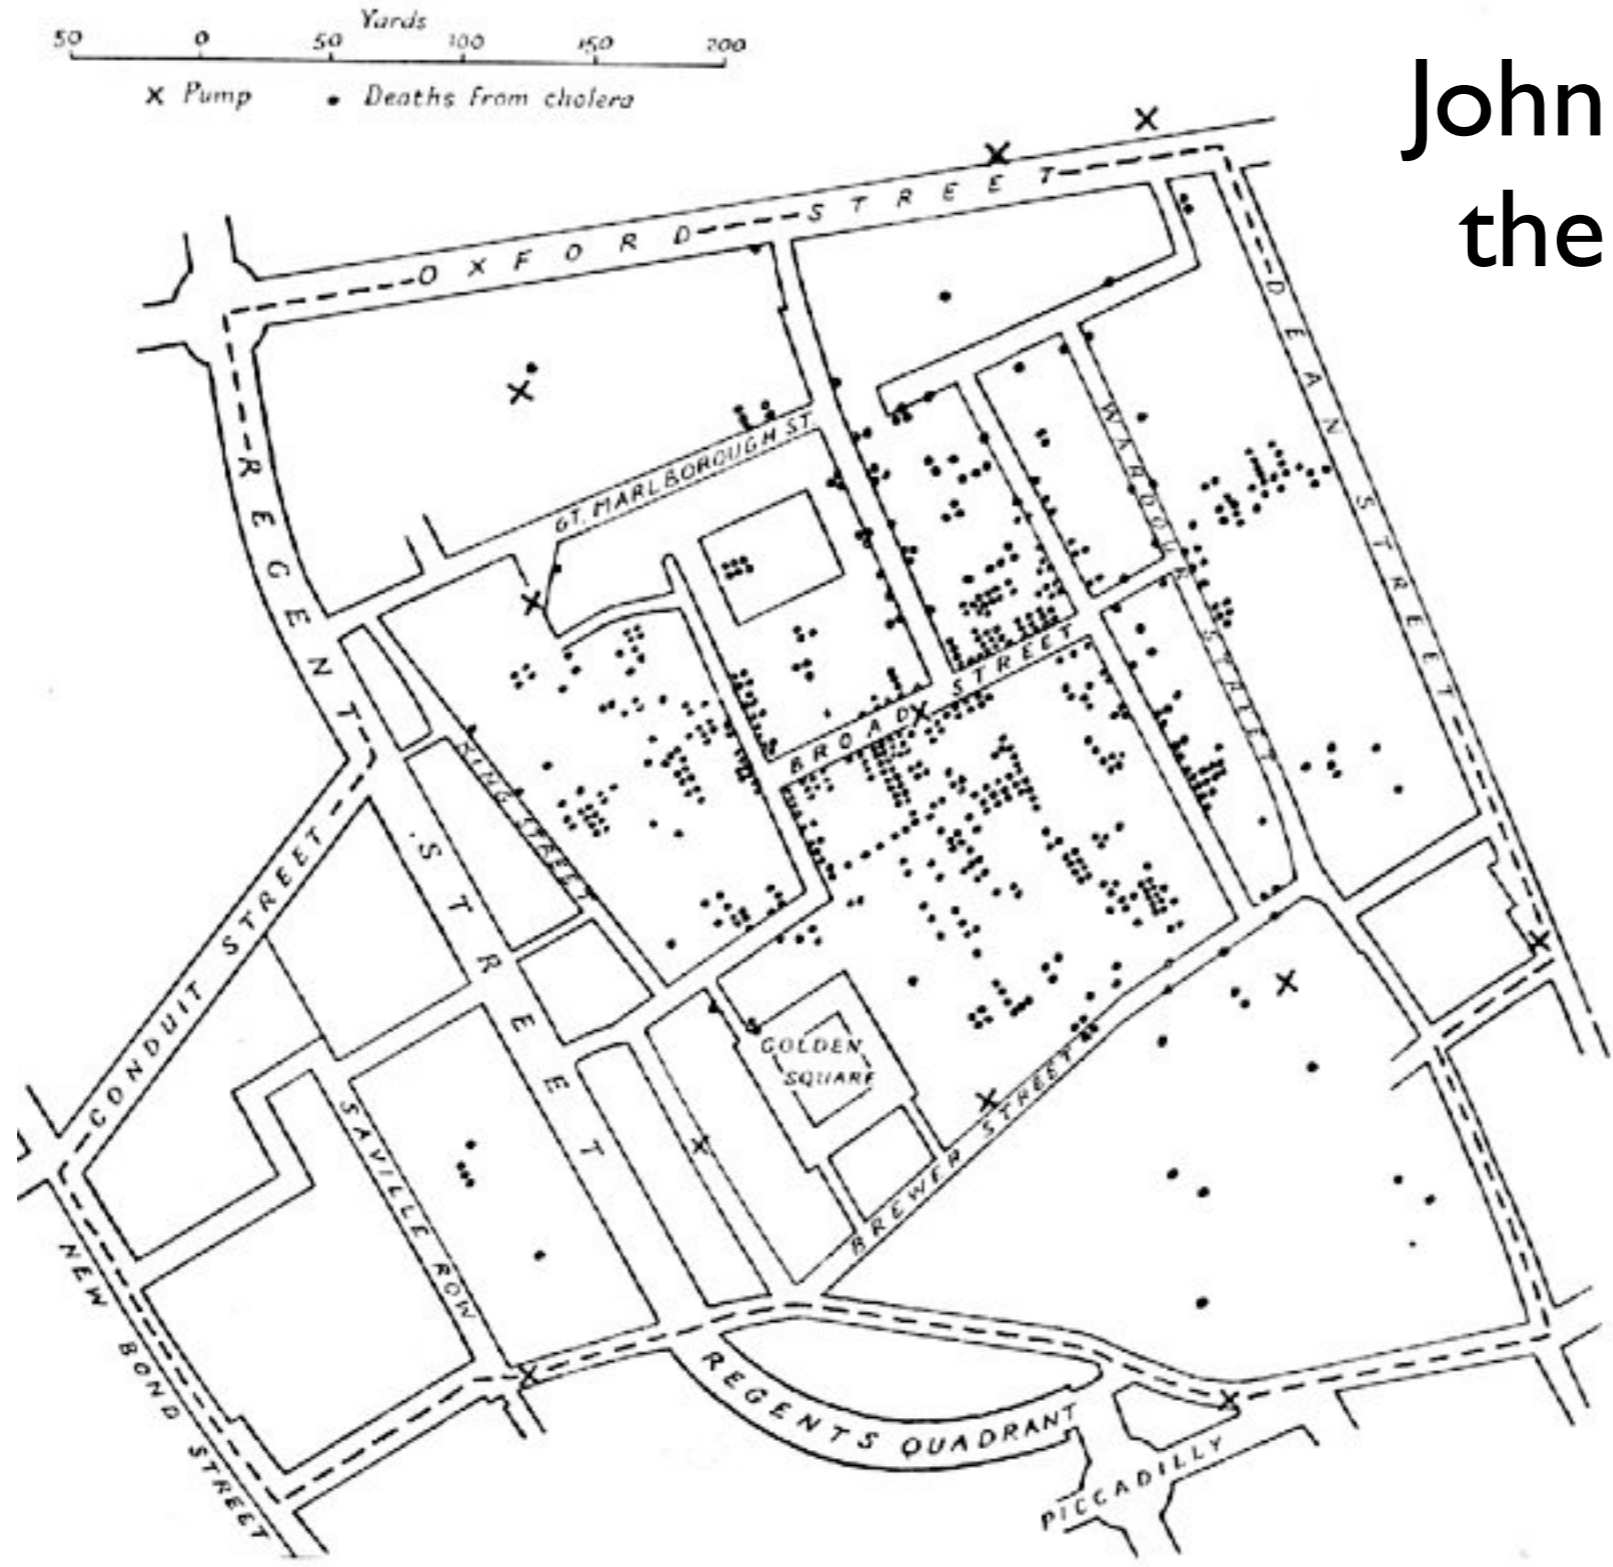 Yards
50 0 50 100 150 200
x Pump • Deaths from cholera
John
the
OXFORD STREET
DEAN STREET
REGENT STREET
GT. MARLBOROUGH ST
WARDOUR STREET
BROAD STREET
KING STREET
CONDUIT STREET
GOLDEN
SQUARE
SAVILLE ROW
BREWER STREET
NEW BOND STREET
REGENTS QUADRANT
PICCADILLY